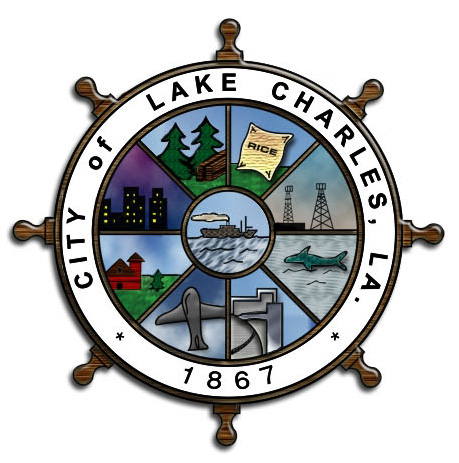 CITY of LAKE CHARLES, LA.
RICE
* 1867 *